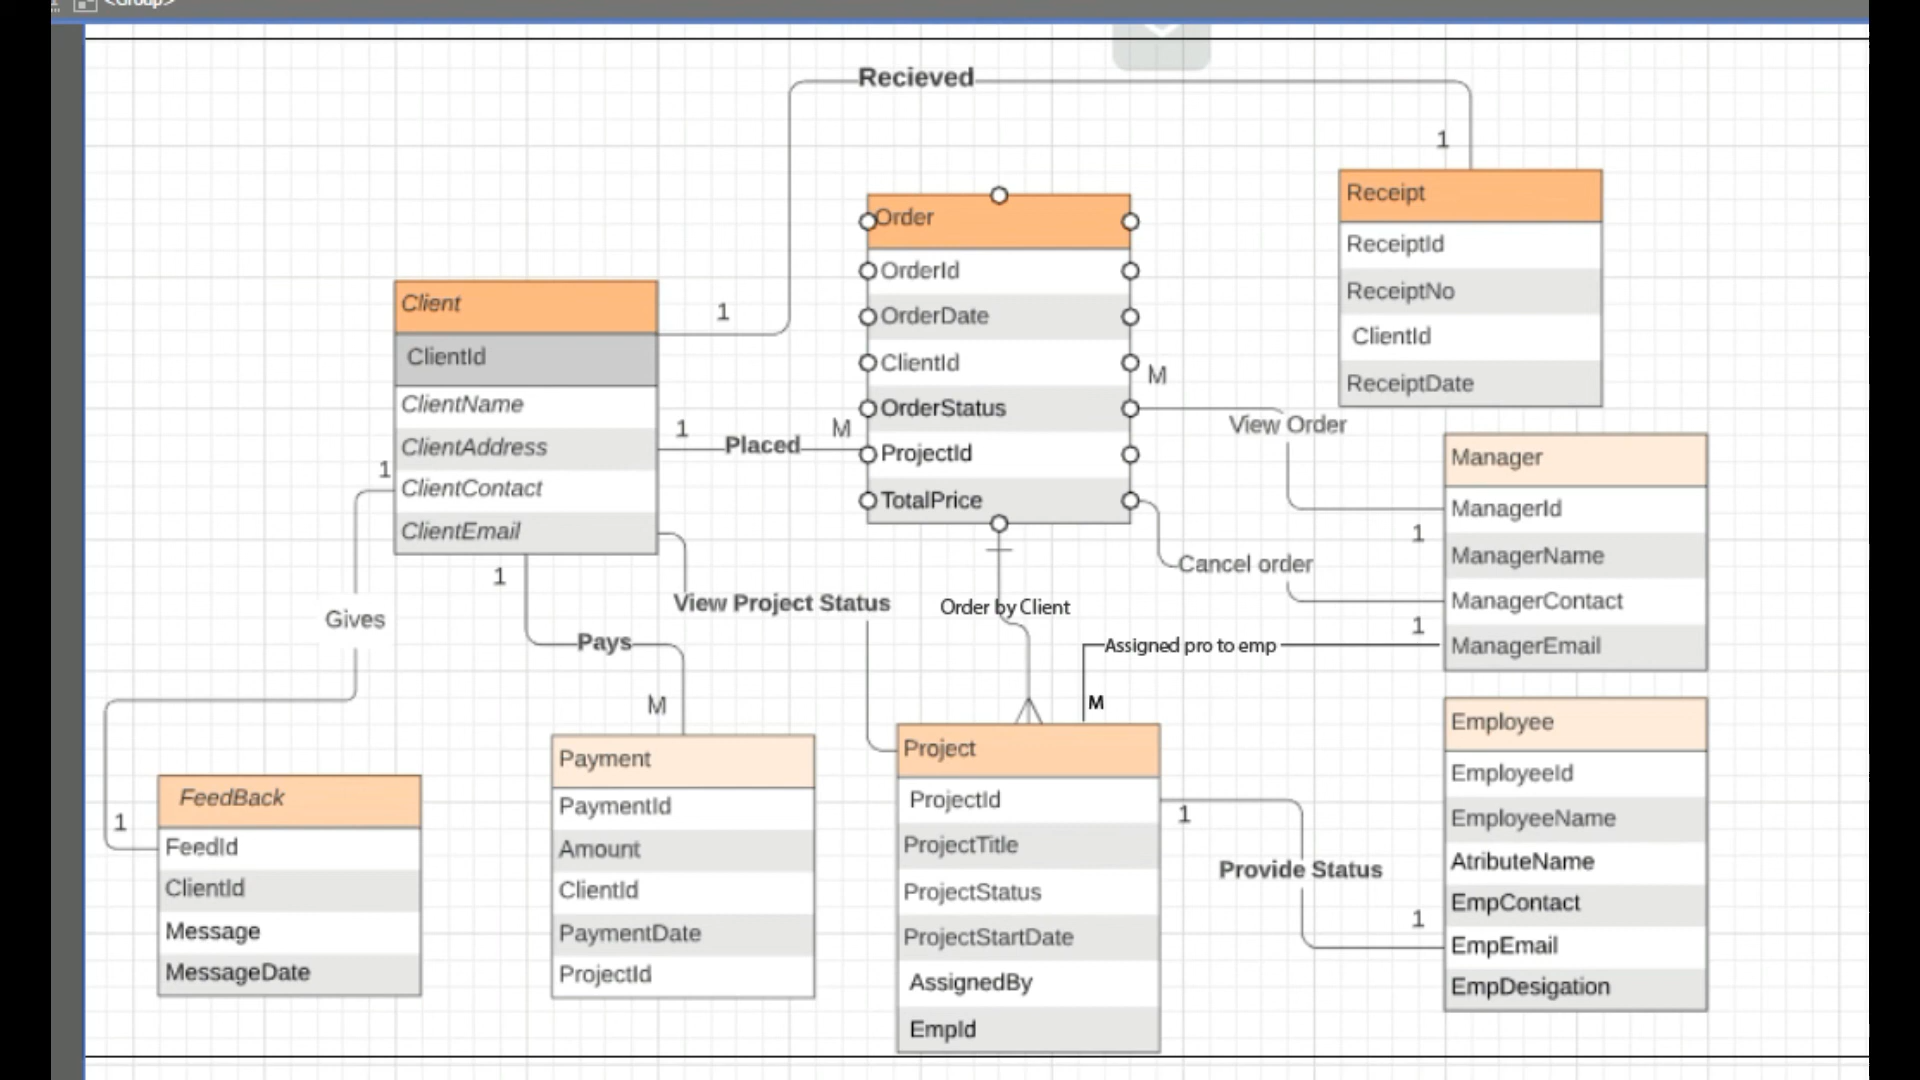 <Group>
Recieved
1
Receipt
ReceiptId
ReceiptNo
ClientId
ReceiptDate
Order
OrderId
OrderDate
ClientId
OrderStatus
ProjectId
TotalPrice
Client
ClientId
ClientName
ClientAddress
ClientContact
ClientEmail
1
1
Placed
M
M
View Order
1
Manager
ManagerId
ManagerName
ManagerContact
ManagerEmail
Cancel order
1
1
Gives
1
1
Pays
M
View Project Status
Order by Client
Assigned pro to emp
M
FeedBack
FeedId
ClientId
Message
MessageDate
Payment
PaymentId
Amount
ClientId
PaymentDate
ProjectId
Project
ProjectId
ProjectTitle
ProjectStatus
ProjectStartDate
AssignedBy
EmpId
1
Provide Status
1
Employee
EmployeeId
EmployeeName
AtributeName
EmpContact
EmpEmail
EmpDesigation